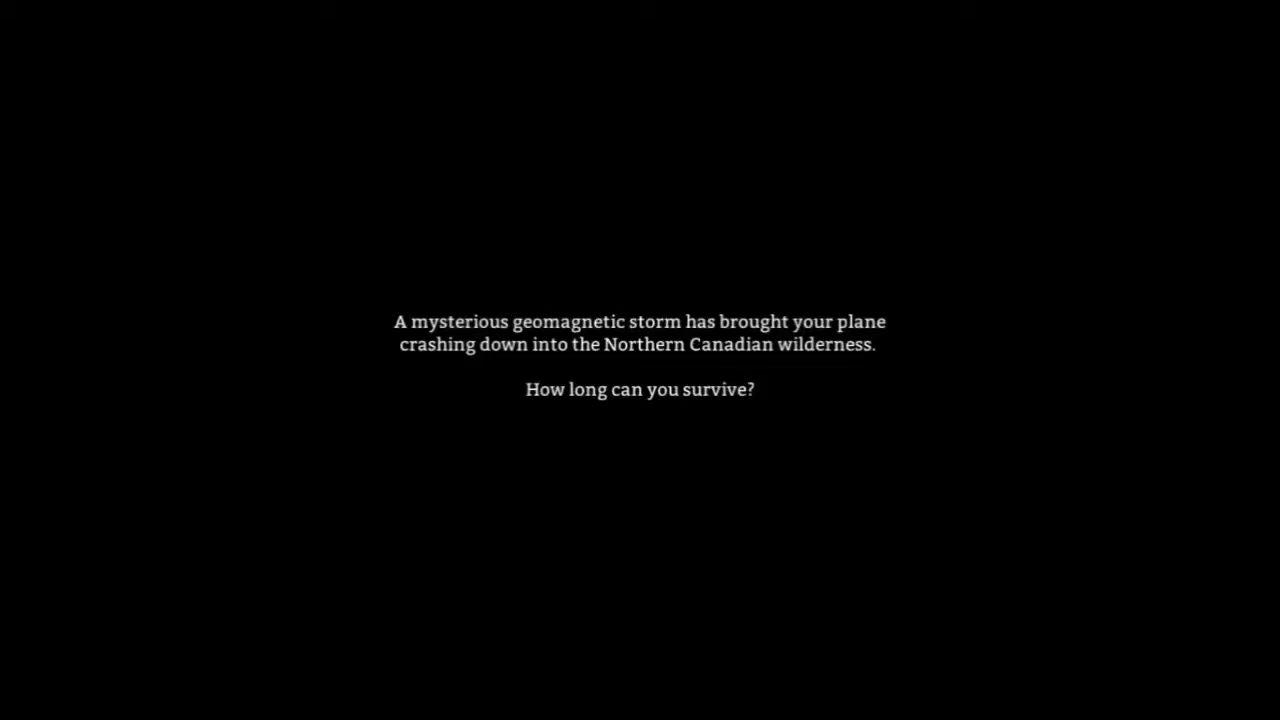 A mysterious geomagnetic storm has brought your plane
crashing down into the Northern Canadian wilderness.
How long can you survive?